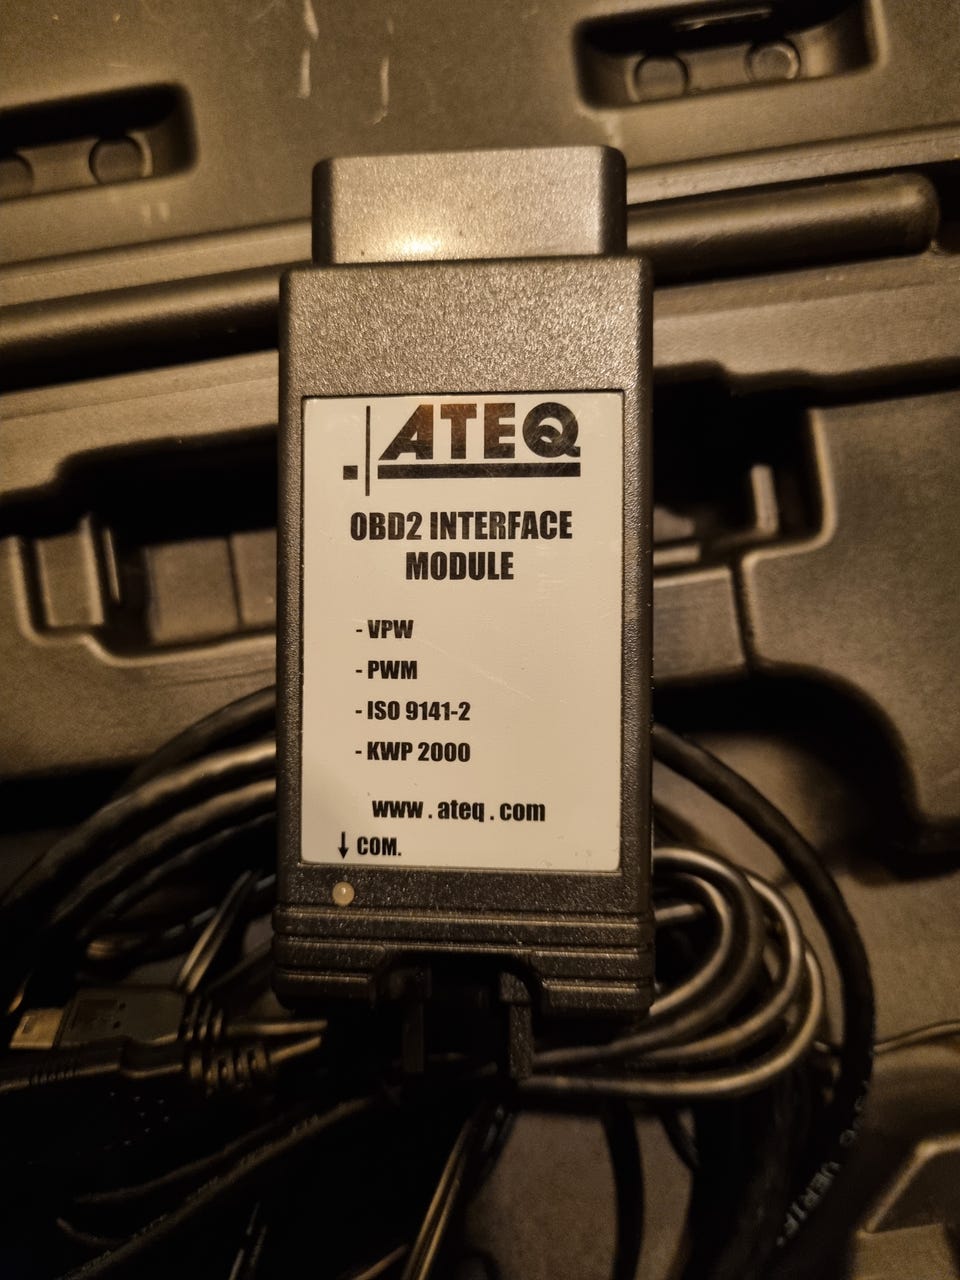 ATEQ
OBD2 INTERFACE
MODULE
- VPW
- PWM
- ISO 9141-2
- KWP 2000
www.ateq.com
↓ COM.